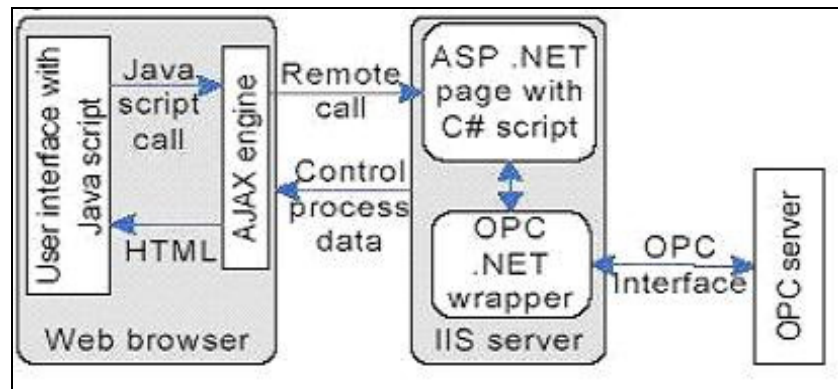 User interface with
Java script
Java
script
call
HTML
AJAX engine
Web browser
Remote
call
Control
process
data
ASP .NET
page with
C# script
OPC
.NET
wrapper
IIS server
OPC
Interface
OPC server